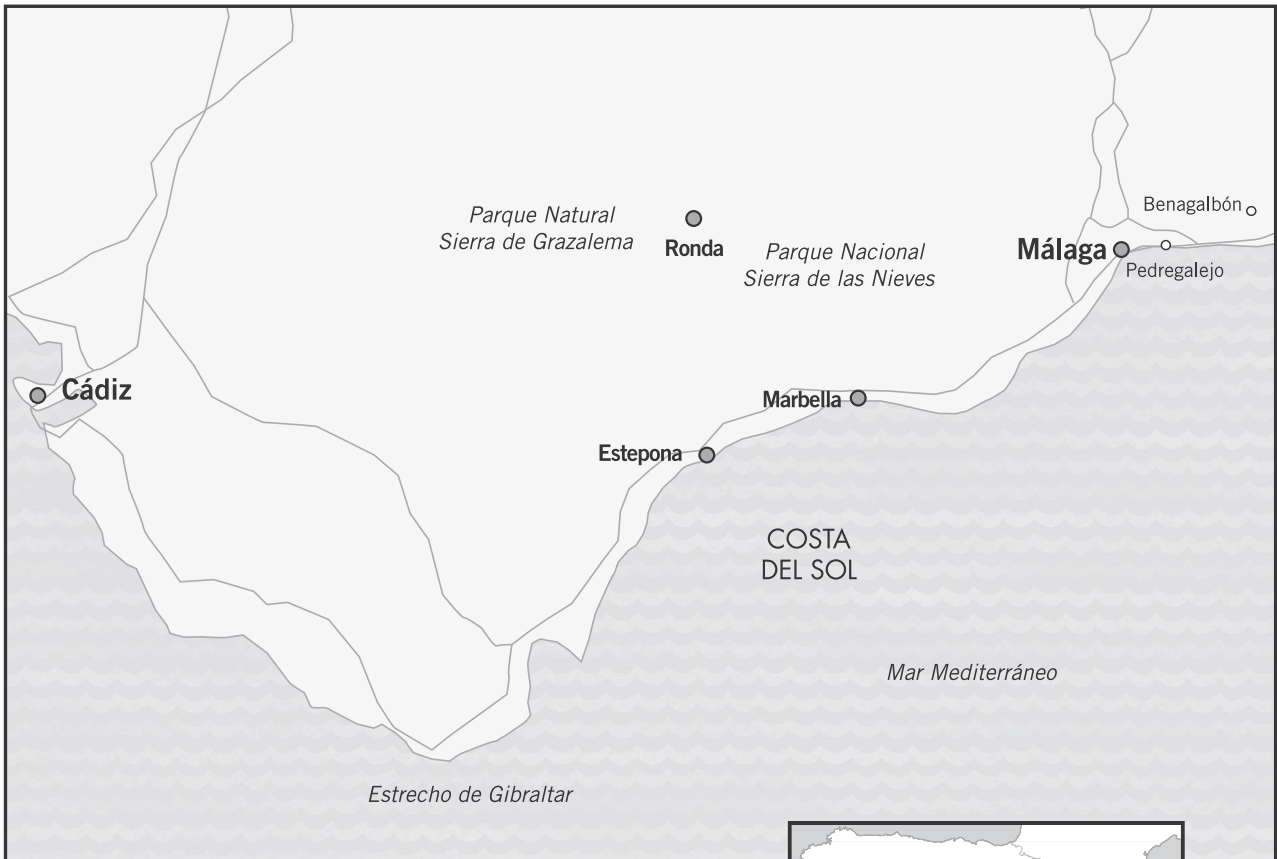 Parque Natural
Sierra de Grazalema
Ronda
Parque Nacional
Sierra de las Nieves
Benagalbón
Málaga
Pedregalejo
Cádiz
Marbella
Estepona
COSTA
DEL SOL
Mar Mediterráneo
Estrecho de Gibraltar